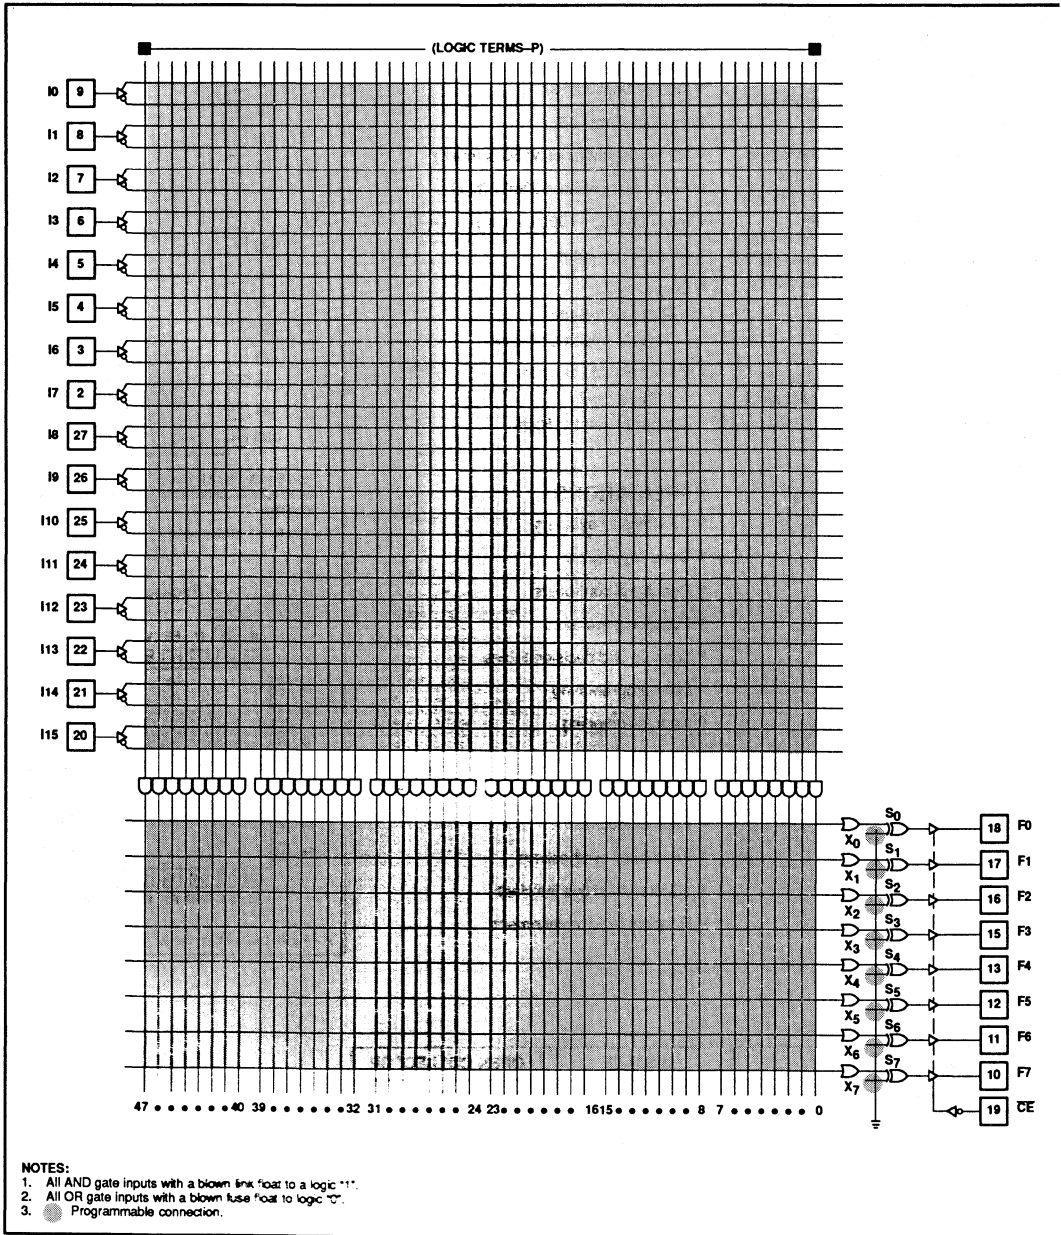 (LOGIC TERMS–P)
I0 9
I1 8
I2 7
I3 6
I4 5
I5 4
I6 3
I7 2
I8 27
I9 26
I10 25
I11 24
I12 23
I13 22
I14 21
I15 20
X0 S0 18 F0
X1 S1 17 F1
X2 S2 16 F2
X3 S3 15 F3
X4 S4 13 F4
X5 S5 12 F5
X6 S6 11 F6
X7 S7 10 F7
47 • • • • • • 40 39 • • • • • • 32 31 • • • • • • 24 23 • • • • • • 16 15 • • • • • • 8 7 • • • • • • 0
19 C̅E̅
NOTES:
1. All AND gate inputs with a blown link float to a logic "1".
2. All OR gate inputs with a blown fuse float to logic "0".
3. Programmable connection.